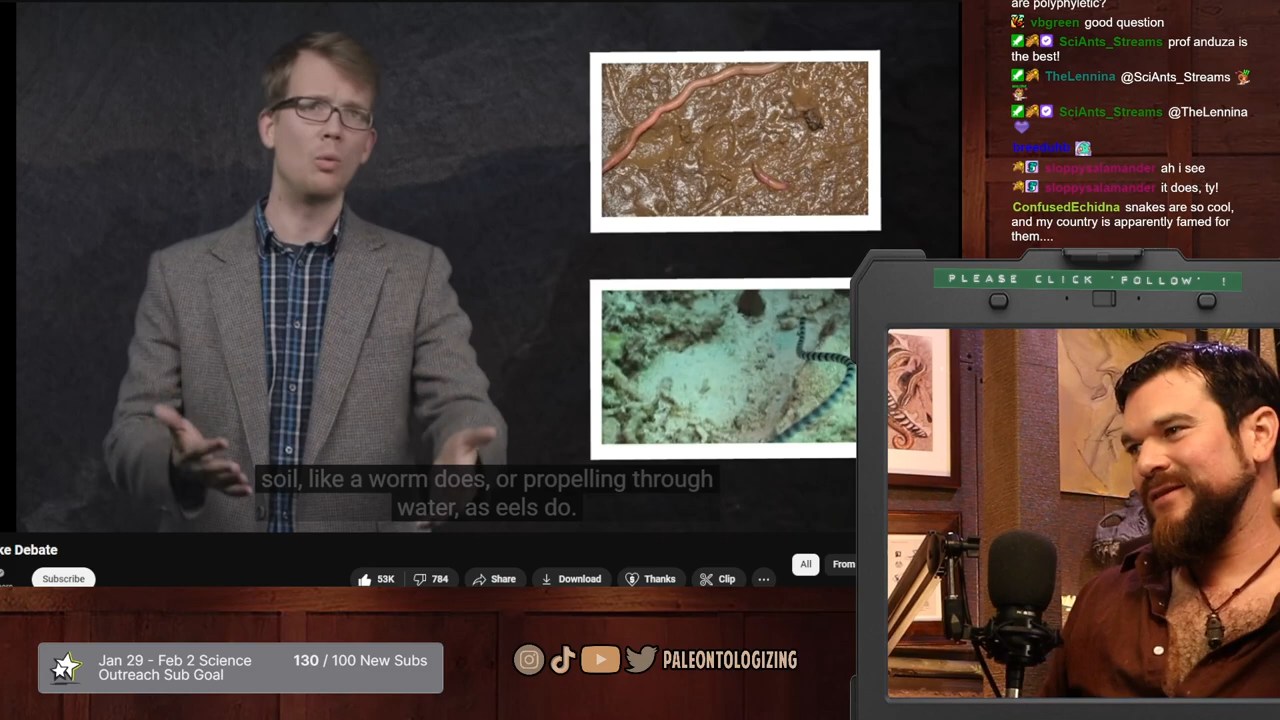 are polyphyletic?
vbgreen good question
SciAnts_Streams prof anduza is
the best!
TheLennina @SciAnts_Streams
SciAnts_Streams @TheLennina
sloppysalamander ah i see
sloppysalamander it does, ty!
ConfusedEchidna snakes are so cool,
and my country is apparently famed for
them....
PLEASE CLICK 'FOLLOW' !
soil, like a worm does, or propelling through
water, as eels do.
ke Debate
Subscribe
53K
784
Share
Download
Thanks
Clip
All
From
Jan 29 - Feb 2 Science
Outreach Sub Goal
130 / 100 New Subs
PALEONTOLOGIZING